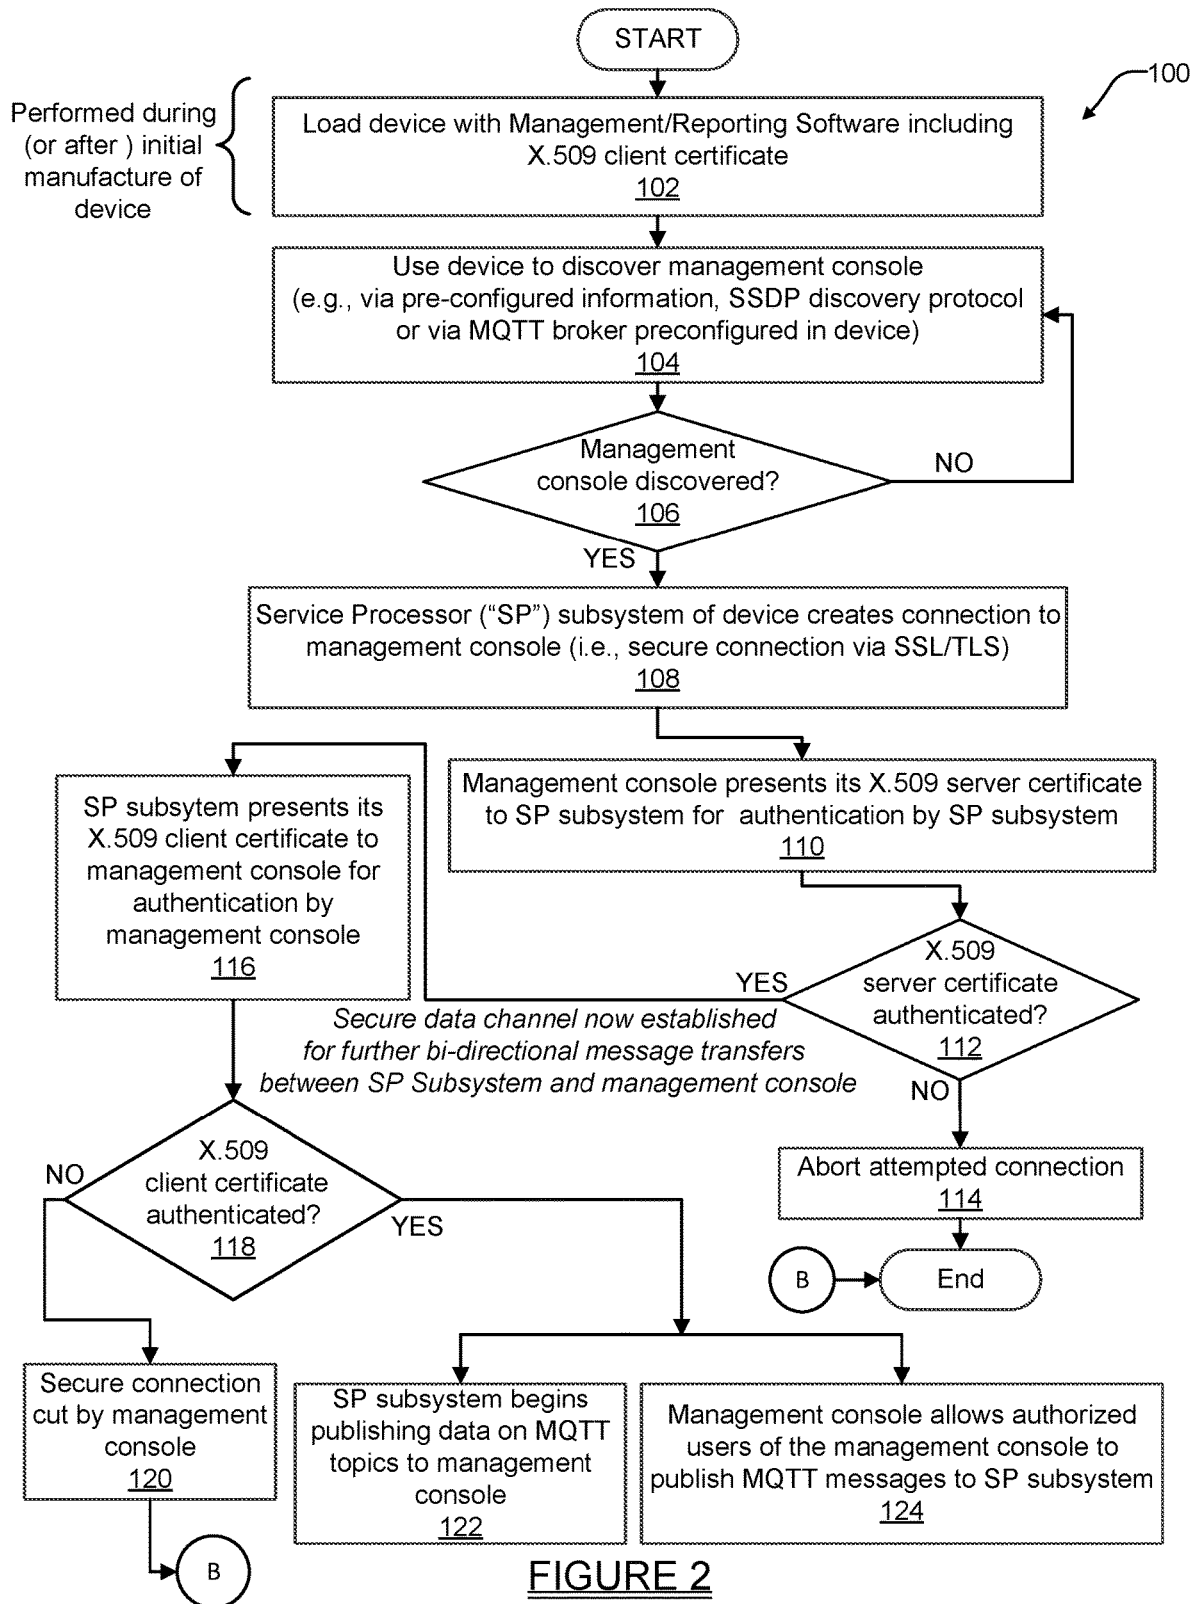 START
100
Performed during
(or after ) initial
manufacture of
device
Load device with Management/Reporting Software including
X.509 client certificate
102
Use device to discover management console
(e.g., via pre-configured information, SSDP discovery protocol
or via MQTT broker preconfigured in device)
104
Management
console discovered?
106
NO
YES
Service Processor (“SP”) subsystem of device creates connection to
management console (i.e., secure connection via SSL/TLS)
108
Management console presents its X.509 server certificate
to SP subsystem for authentication by SP subsystem
110
SP subsytem presents its
X.509 client certificate to
management console for
authentication by
management console
116
X.509
server certificate
authenticated?
112
YES
NO
Secure data channel now established
for further bi-directional message transfers
between SP Subsystem and management console
Abort attempted connection
114
B
End
X.509
client certificate
authenticated?
118
NO
YES
Secure connection
cut by management
console
120
B
SP subsystem begins
publishing data on MQTT
topics to management
console
122
Management console allows authorized
users of the management console to
publish MQTT messages to SP subsystem
124
FIGURE 2